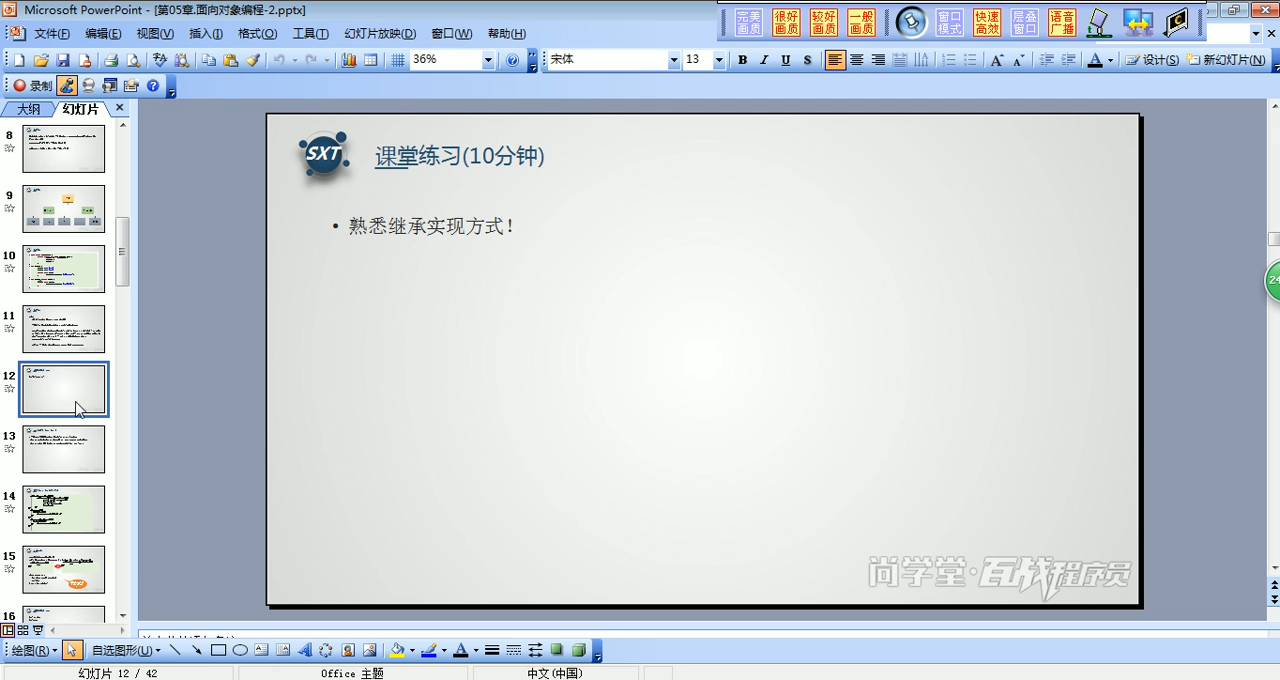 Microsoft PowerPoint - [第05章.面向对象编程-2.pptx]
完美画质 很好画质 较好画质 一般画质 窗口模式 快速高效 层叠窗口 语音广播
文件(F) 编辑(E) 视图(V) 插入(I) 格式(O) 工具(T) 幻灯片放映(D) 窗口(W) 帮助(H)
36% 宋体 13 B I U S 设计(S) 新幻灯片(N)
录制
大纲 幻灯片
8
9
10
11
12
13
14
15
16
SXT
课堂练习(10分钟)
• 熟悉继承实现方式！
尚学堂·百战程序员
24
绘图(R) 自选图形(U)
幻灯片 12 / 42 Office 主题 中文(中国)